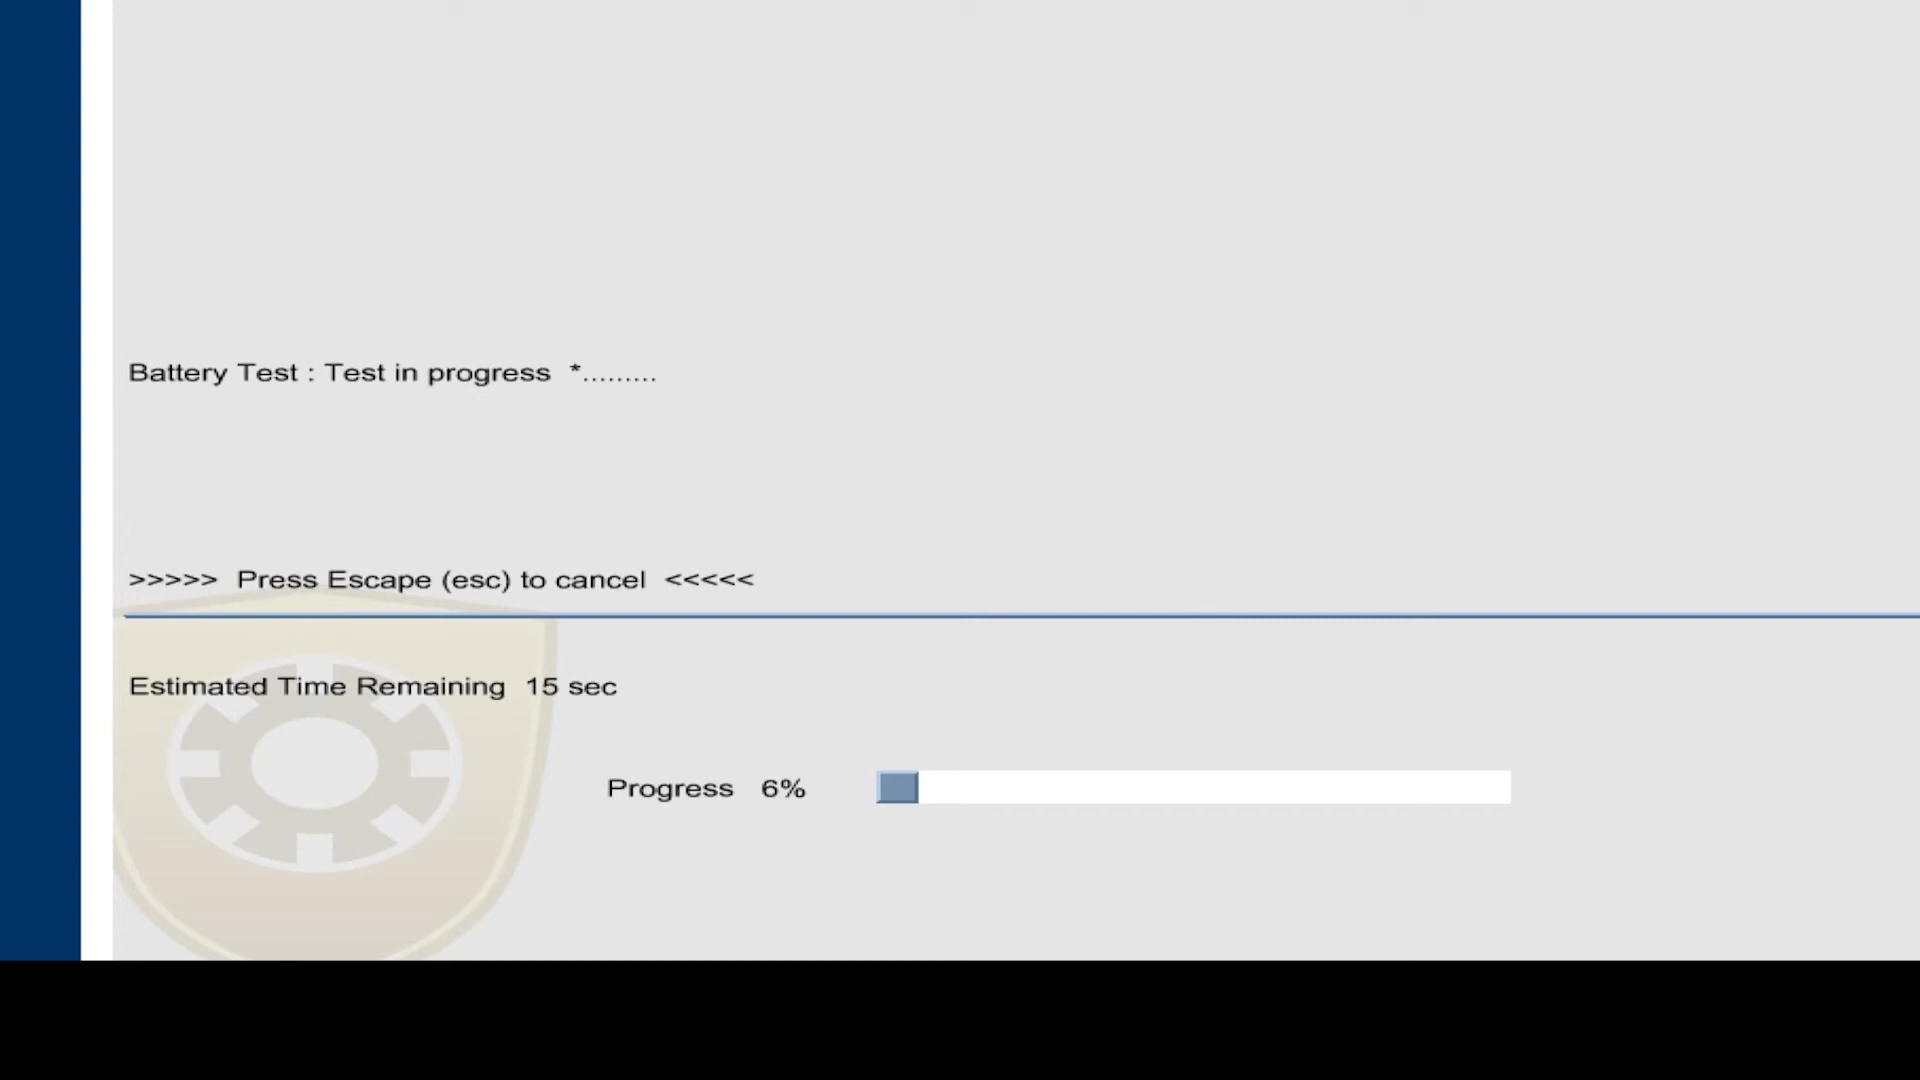 Battery Test : Test in progress  *.........
>>>>>  Press Escape (esc) to cancel  <<<<<
Estimated Time Remaining  15 sec
Progress  6%